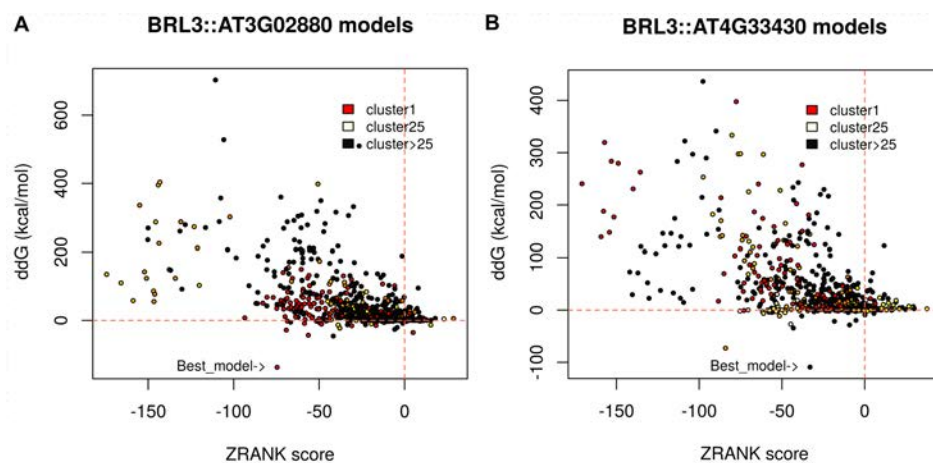 A
BRL3::AT3G02880 models
ddG (kcal/mol)
600
400
200
0
cluster1
cluster25
cluster>25
Best_model->
-150
-100
-50
0
ZRANK score
B
BRL3::AT4G33430 models
ddG (kcal/mol)
400
300
200
100
0
-100
cluster1
cluster25
cluster>25
Best_model->
-150
-100
-50
0
ZRANK score